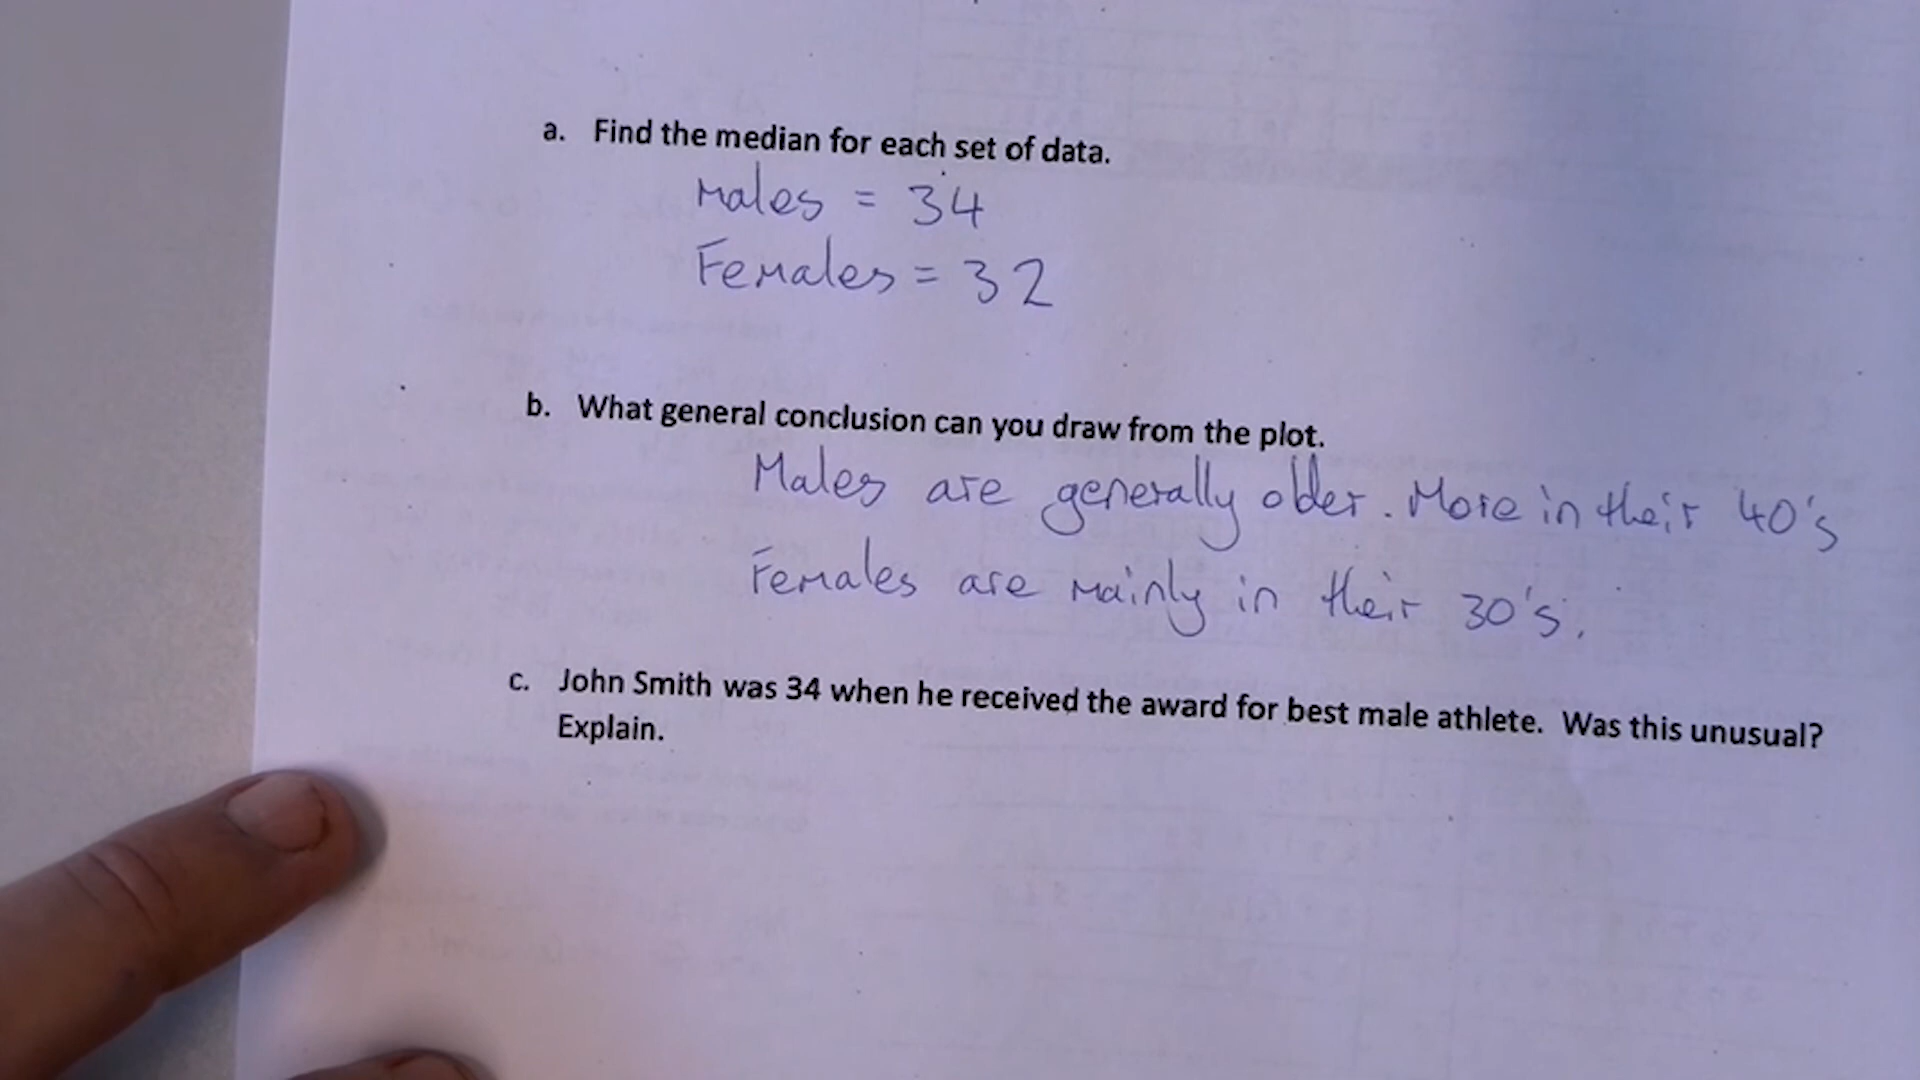 a. Find the median for each set of data.
Males = 34
Females = 32
b. What general conclusion can you draw from the plot.
Males are generally older. More in their 40's
Females are mainly in their 30's.
c. John Smith was 34 when he received the award for best male athlete. Was this unusual?
Explain.